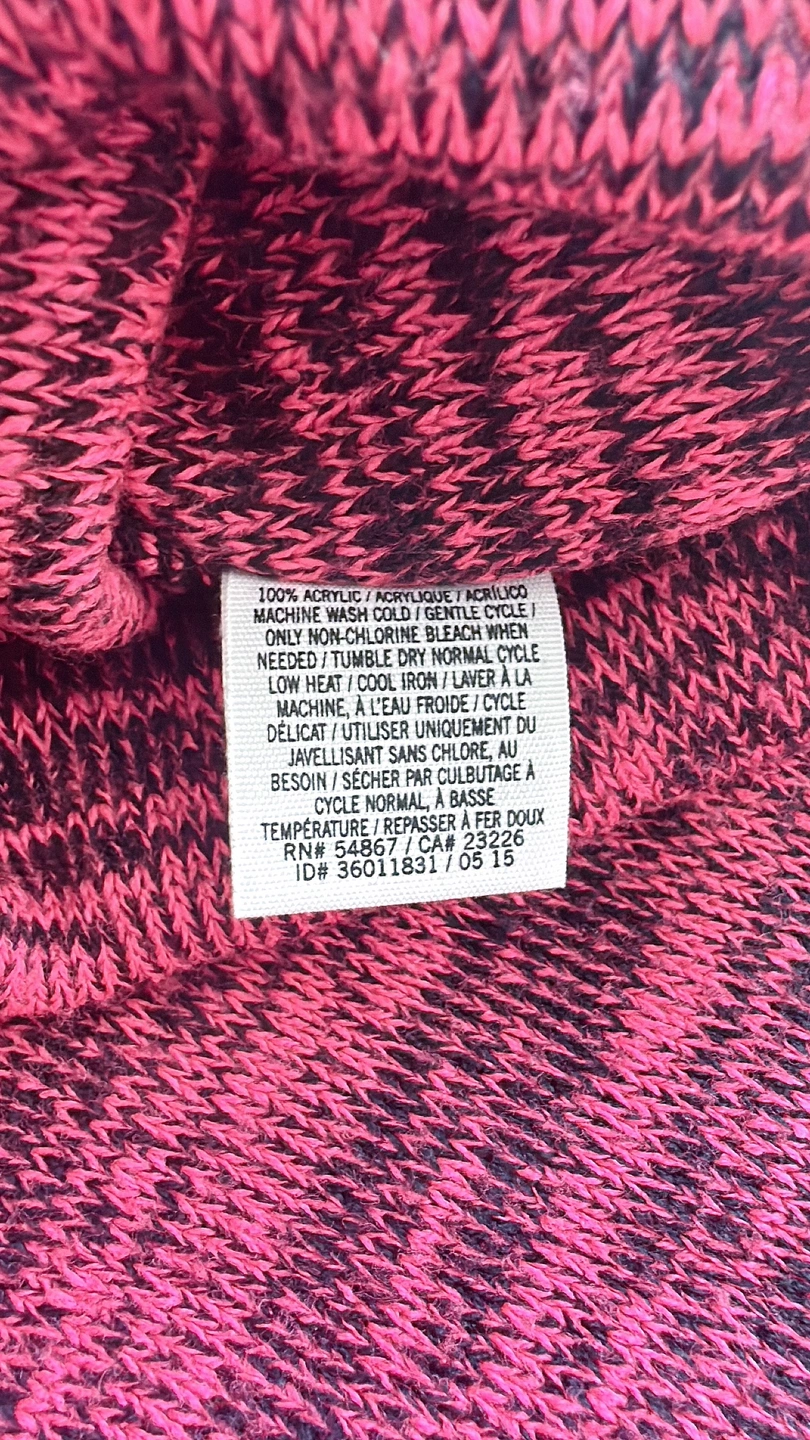 100% ACRYLIC / ACRYLIQUE / ACRÍLICO
MACHINE WASH COLD / GENTLE CYCLE /
ONLY NON-CHLORINE BLEACH WHEN
NEEDED / TUMBLE DRY NORMAL CYCLE
LOW HEAT / COOL IRON / LAVER À LA
MACHINE, À L'EAU FROIDE / CYCLE
DÉLICAT / UTILISER UNIQUEMENT DU
JAVELLISANT SANS CHLORE, AU
BESOIN / SÉCHER PAR CULBUTAGE À
CYCLE NORMAL, À BASSE
TEMPÉRATURE / REPASSER À FER DOUX
RN# 54867 / CA# 23226
ID# 36011831 / 05 15